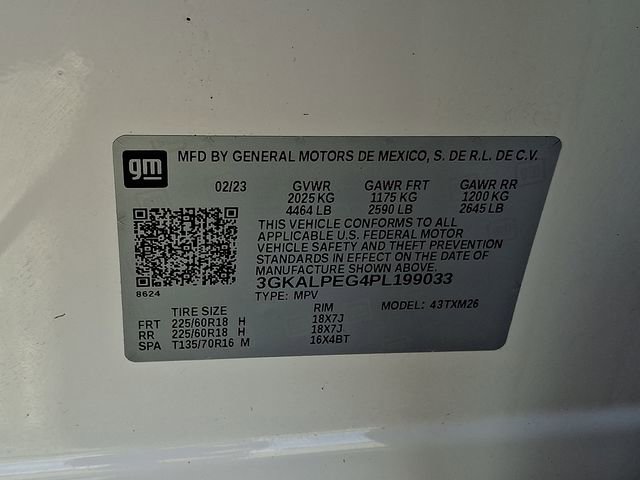 gm MFD BY GENERAL MOTORS DE MEXICO, S. DE R.L. DE C.V.
02/23 GVWR GAWR FRT GAWR RR
2025 KG 1175 KG 1200 KG
4464 LB 2590 LB 2645 LB
THIS VEHICLE CONFORMS TO ALL
APPLICABLE U.S. FEDERAL MOTOR
VEHICLE SAFETY AND THEFT PREVENTION
STANDARDS IN EFFECT ON THE DATE OF
MANUFACTURE SHOWN ABOVE.
3GKALPEG4PL199033
8624
TYPE: MPV MODEL: 43TXM26
TIRE SIZE RIM
FRT 225/60R18 H 18X7J
RR 225/60R18 H 18X7J
SPA T135/70R16 M 16X4BT